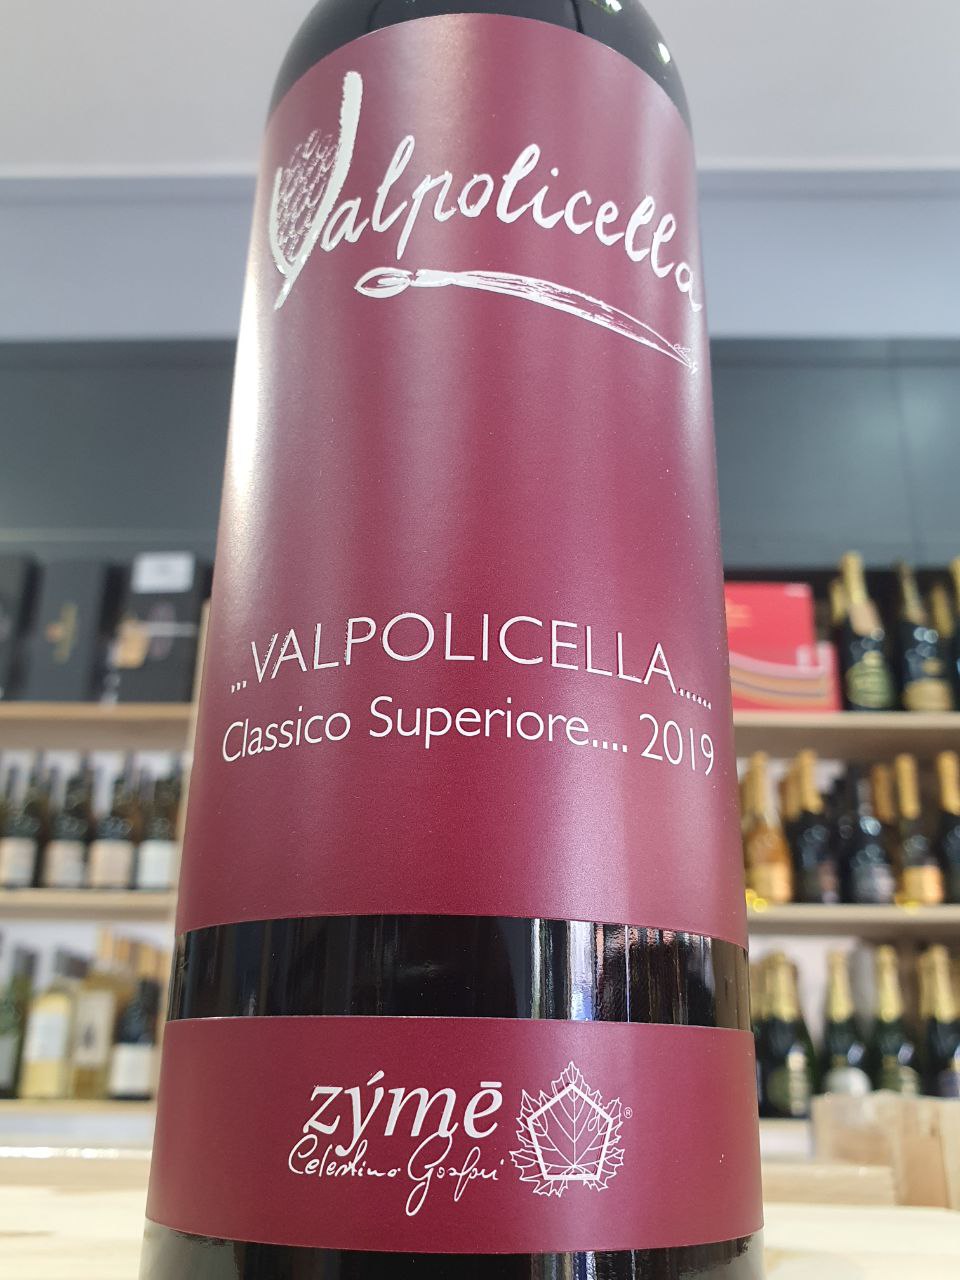 Valpolicella
...VALPOLICELLA......
Classico Superiore.... 2019
zýmē
®
Celestino Gaspari